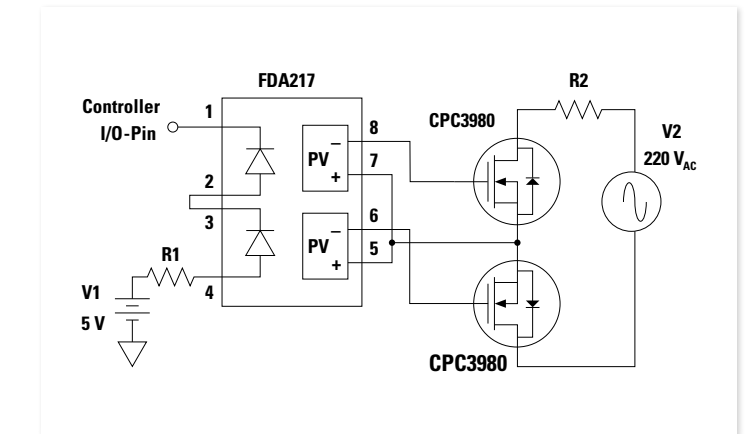 FDA217
Controller
I/O-Pin
1
2
3
4
R1
V1
5 V
PV
–
+
PV
–
+
8
7
6
5
CPC3980
CPC3980
R2
V2
220 VAC